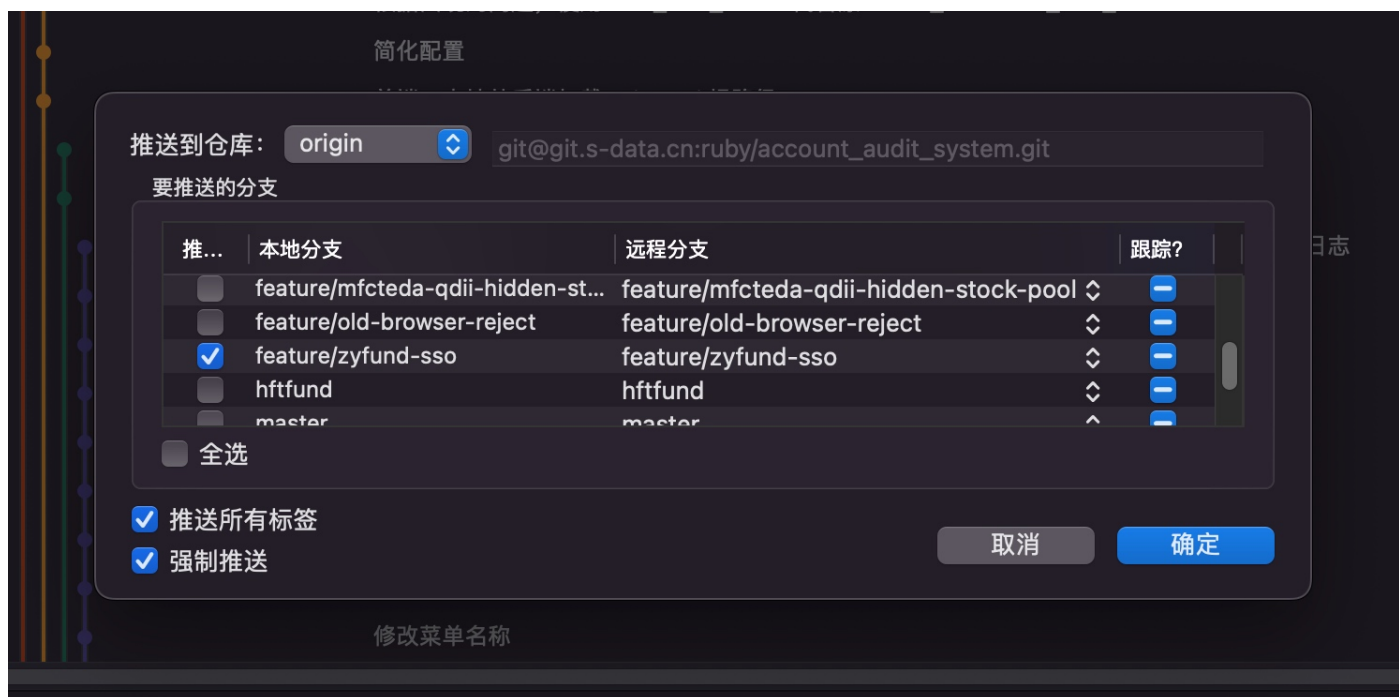 简化配置
推送到仓库： origin git@git.s-data.cn:ruby/account_audit_system.git
要推送的分支
推... 本地分支 远程分支 跟踪?
feature/mfcteda-qdii-hidden-st... feature/mfcteda-qdii-hidden-stock-pool
feature/old-browser-reject feature/old-browser-reject
feature/zyfund-sso feature/zyfund-sso
hftfund hftfund
master master
全选
推送所有标签
强制推送
取消 确定
日志
修改菜单名称